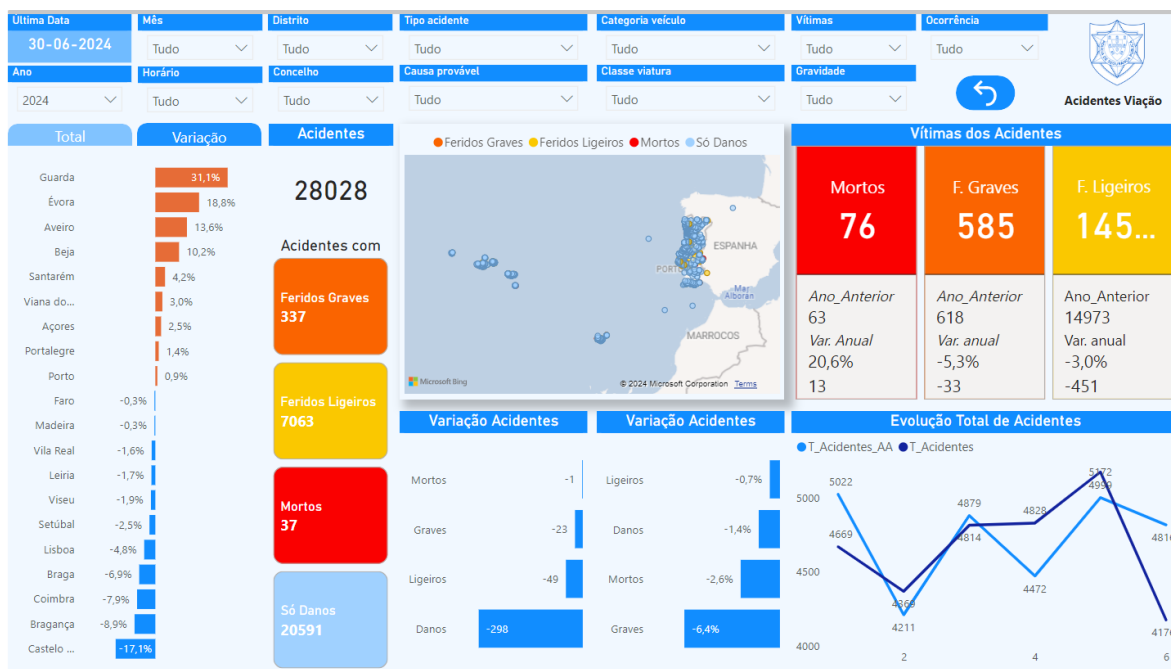 Última Data
30-06-2024
Mês
Tudo
Distrito
Tudo
Tipo acidente
Tudo
Categoria veículo
Tudo
Vítimas
Tudo
Ocorrência
Tudo
Ano
2024
Horário
Tudo
Concelho
Tudo
Causa provável
Tudo
Classe viatura
Tudo
Gravidade
Tudo
Acidentes Viação
Total
Variação
Guarda 31,1%
Évora 18,8%
Aveiro 13,6%
Beja 10,2%
Santarém 4,2%
Viana do... 3,0%
Açores 2,5%
Portalegre 1,4%
Porto 0,9%
Faro -0,3%
Madeira -0,3%
Vila Real -1,6%
Leiria -1,7%
Viseu -1,9%
Setúbal -2,5%
Lisboa -4,8%
Braga -6,9%
Coimbra -7,9%
Bragança -8,9%
Castelo ... -17,1%
Acidentes
28028
Acidentes com
Feridos Graves
337
Feridos Ligeiros
7063
Mortos
37
Só Danos
20591
Feridos Graves Feridos Ligeiros Mortos Só Danos
ESPANHA
Mar
Alboran
MARROCOS
Microsoft Bing
© 2024 Microsoft Corporation Terms
Variação Acidentes
Mortos -1
Graves -23
Ligeiros -49
Danos -298
Variação Acidentes
Ligeiros -0,7%
Danos -1,4%
Mortos -2,6%
Graves -6,4%
Vítimas dos Acidentes
Mortos
76
Ano_Anterior
63
Var. Anual
20,6%
13
F. Graves
585
Ano_Anterior
618
Var. anual
-5,3%
-33
F. Ligeiros
145...
Ano_Anterior
14973
Var. anual
-3,0%
-451
Evolução Total de Acidentes
T_Acidentes_AA T_Acidentes
5000
4500
4000
5022
4669
4369
4211
4879
4814
4828
4472
5172
4999
4816
4176
2
4
6